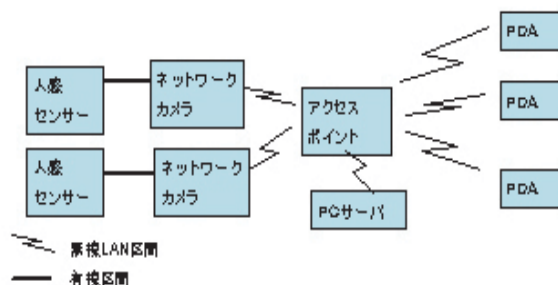 人感
センサー
ネットワーク
カメラ
アクセス
ポイント
PDA
PDA
PDA
人感
センサー
ネットワーク
カメラ
PCサーバ
無線LAN区間
有線区間